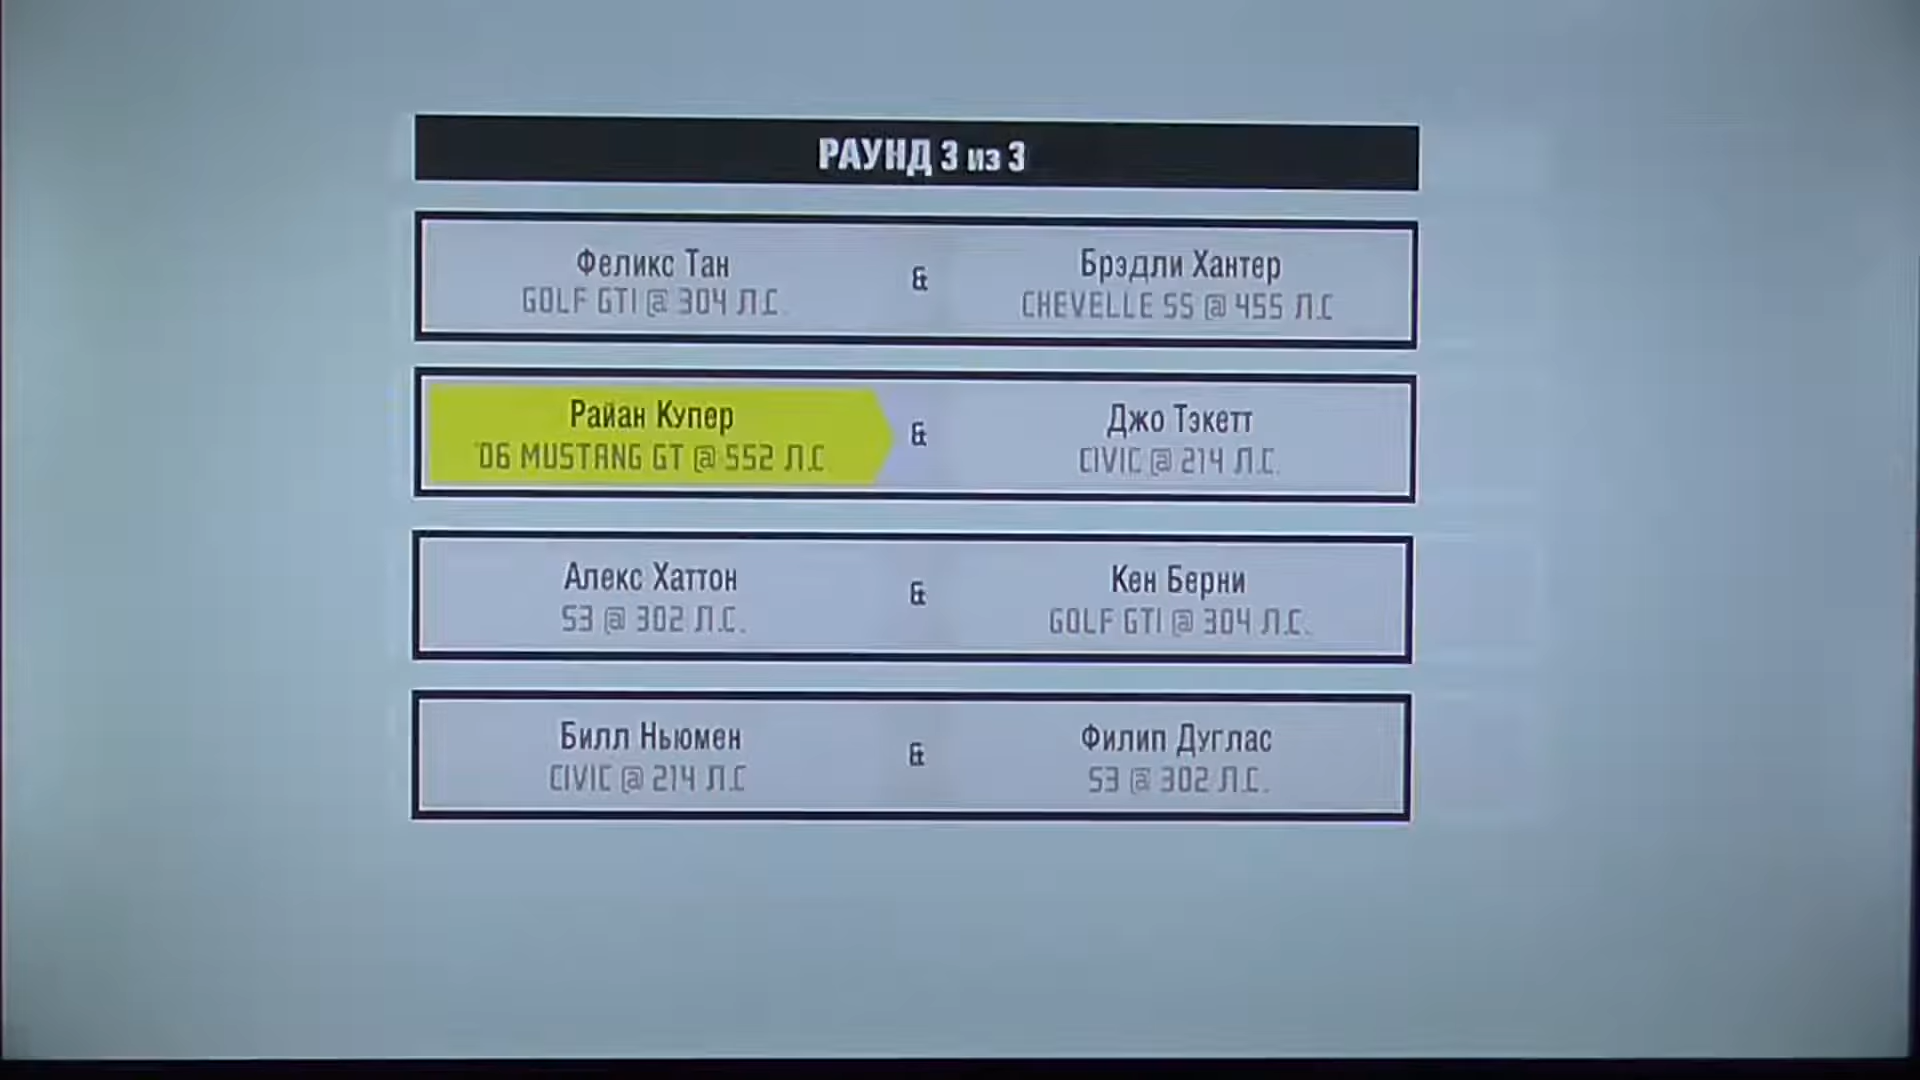 РАУНД 3 из 3
Феликс Тан & Брэдли Хантер
GOLF GTI @ 304 Л.С. CHEVELLE SS @ 455 Л.С
Райан Купер & Джо Тэкетт
'06 MUSTANG GT @ 552 Л.С CIVIC @ 214 Л.С.
Алекс Хаттон & Кен Берни
S3 @ 302 Л.С. GOLF GTI @ 304 Л.С.
Билл Ньюмен & Филип Дуглас
CIVIC @ 214 Л.С S3 @ 302 Л.С.